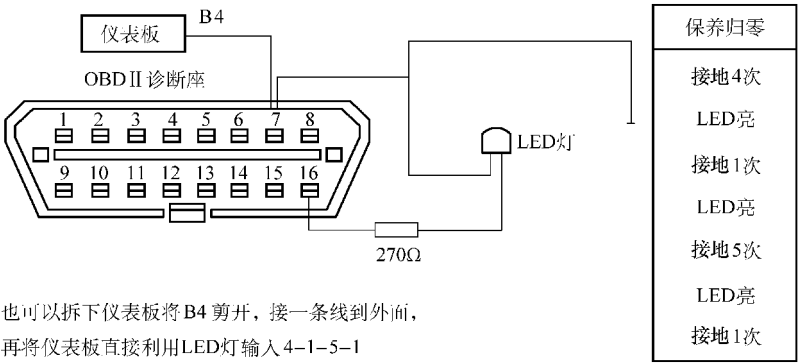 仪表板
B4
OBDⅡ诊断座
1 2 3 4 5 6 7 8
9 10 11 12 13 14 15 16
LED灯
270Ω
也可以拆下仪表板将B4剪开，接一条线到外面，
再将仪表板直接利用LED灯输入4-1-5-1
保养归零
接地4次
LED亮
接地1次
LED亮
接地5次
LED亮
接地1次